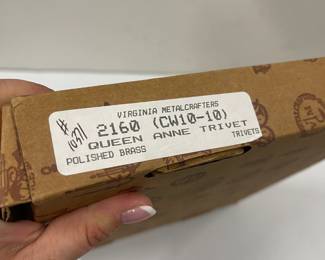 VIRGINIA METALCRAFTERS
2160 (CW10-10)
QUEEN ANNE TRIVET
POLISHED BRASS TRIVETS